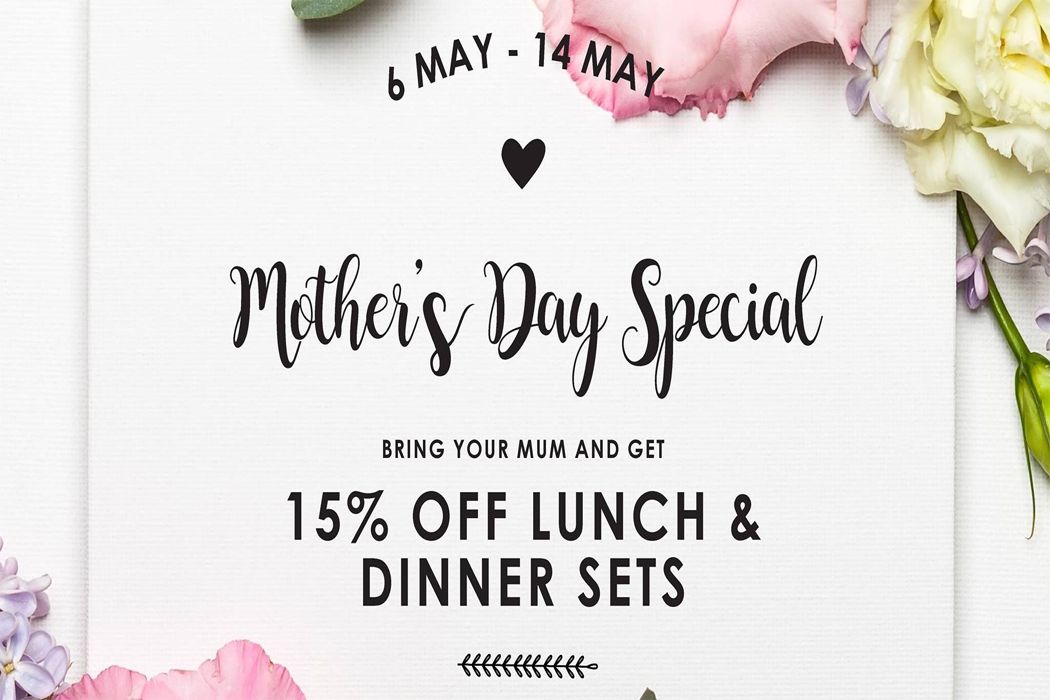 6 MAY - 14 MAY
Mother's Day Special
BRING YOUR MUM AND GET
15% OFF LUNCH &
DINNER SETS